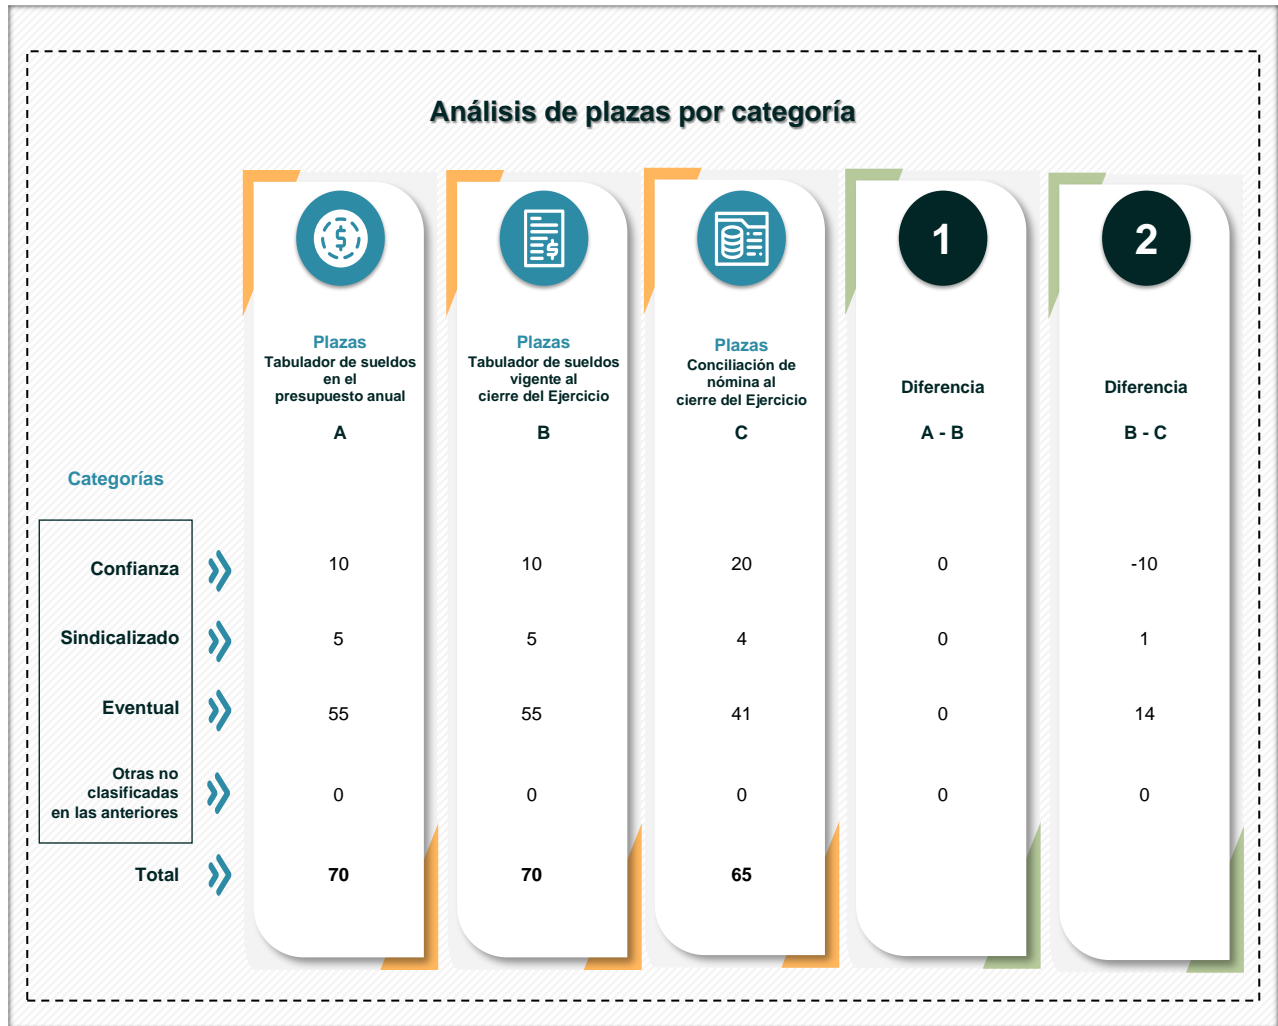 Análisis de plazas por categoría
1
2
Plazas
Tabulador de sueldos
en el
presupuesto anual
A
Plazas
Tabulador de sueldos
vigente al
cierre del Ejercicio
B
Plazas
Conciliación de
nómina al
cierre del Ejercicio
C
Diferencia
A - B
Diferencia
B - C
Categorías
Confianza 10 10 20 0 -10
Sindicalizado 5 5 4 0 1
Eventual 55 55 41 0 14
Otras no
clasificadas
en las anteriores
0 0 0 0 0
Total 70 70 65